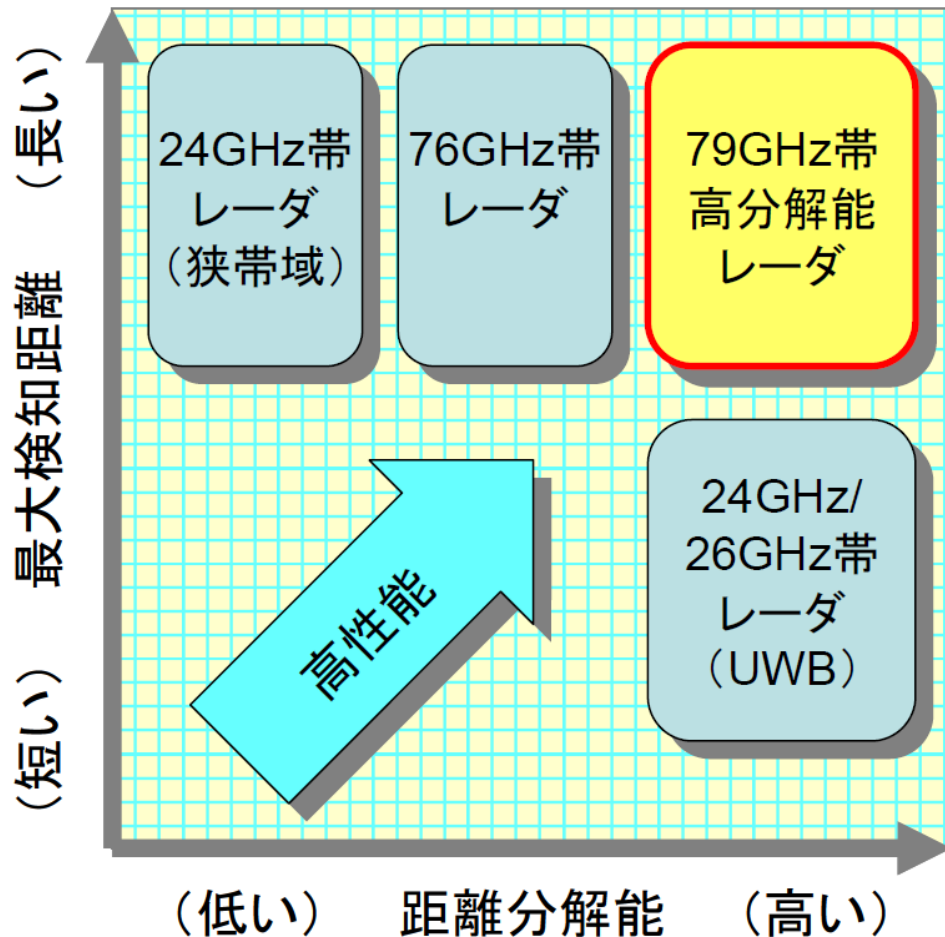 24GHz帯
レーダ
（狭帯域）
76GHz帯
レーダ
79GHz帯
高分解能
レーダ
24GHz/
26GHz帯
レーダ
（UWB）
高性能
（短い）　最大検知距離　（長い）
（低い）　距離分解能　（高い）